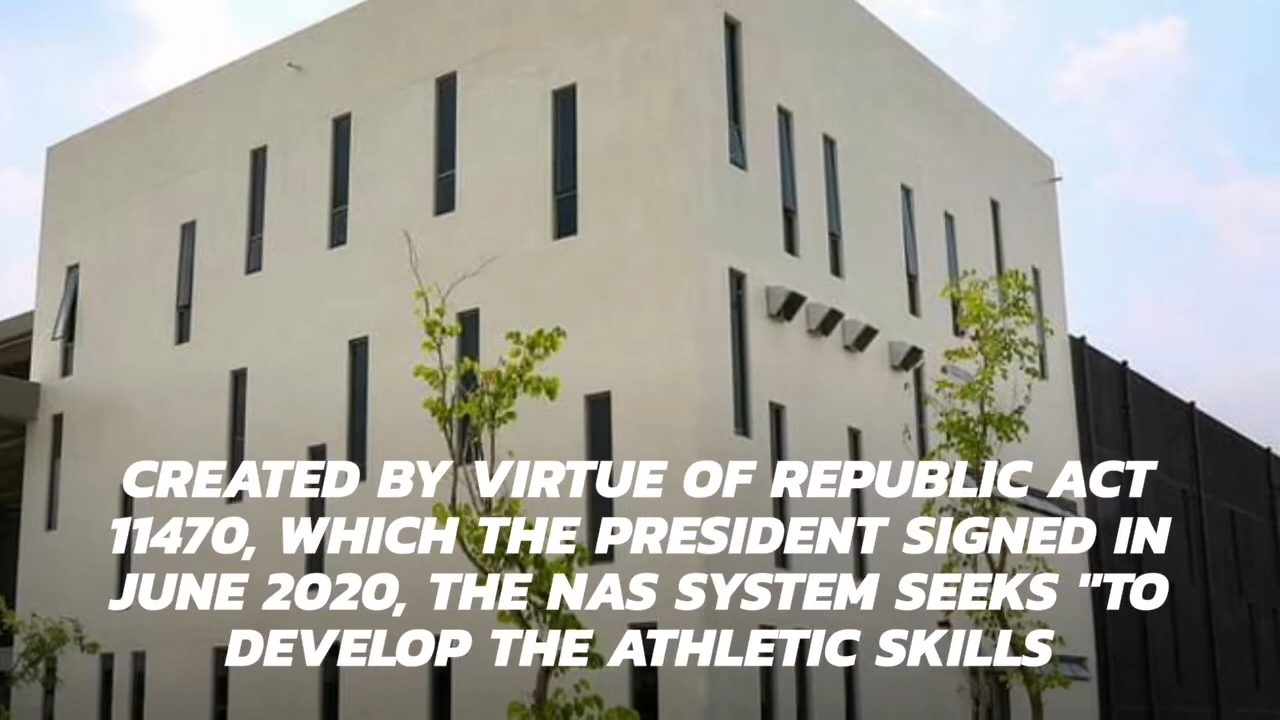 CREATED BY VIRTUE OF REPUBLIC ACT
11470, WHICH THE PRESIDENT SIGNED IN
JUNE 2020, THE NAS SYSTEM SEEKS "TO
DEVELOP THE ATHLETIC SKILLS